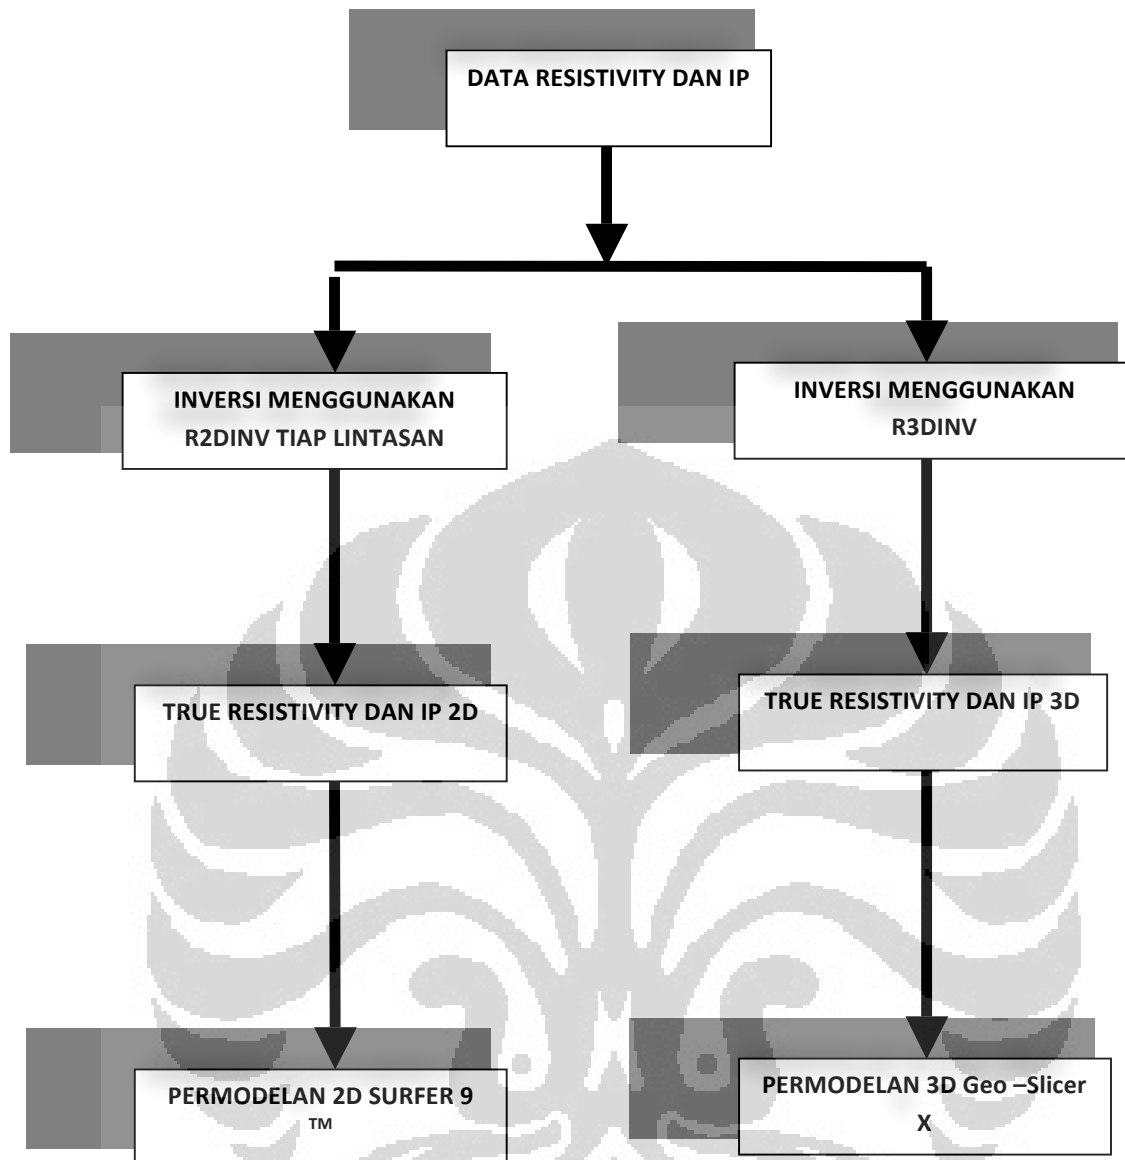 DATA RESISTIVITY DAN IP
INVERSI MENGGUNAKAN
R2DINV TIAP LINTASAN
INVERSI MENGGUNAKAN
R3DINV
TRUE RESISTIVITY DAN IP 2D
TRUE RESISTIVITY DAN IP 3D
PERMODELAN 2D SURFER 9
TM
PERMODELAN 3D Geo –Slicer
X